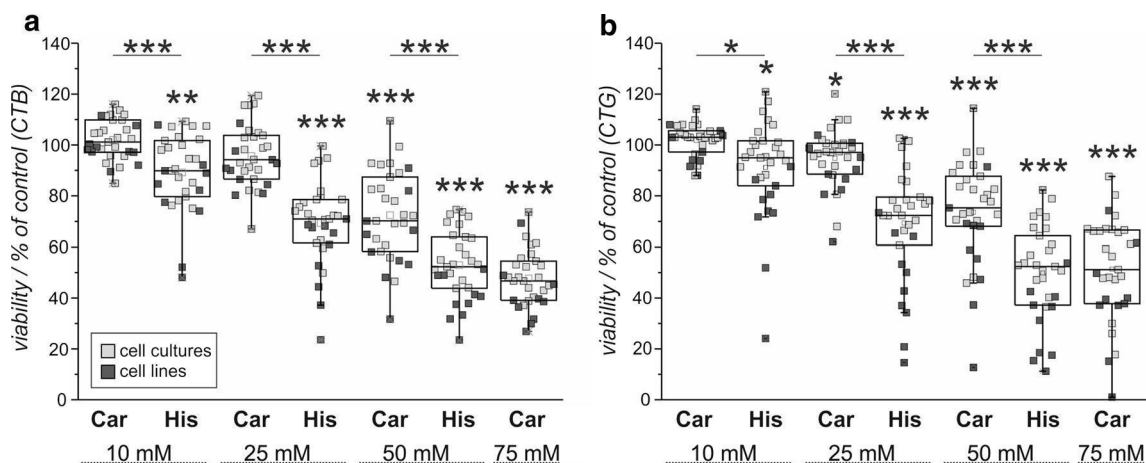 a
*** *** ***
140
120
100
80
60
40
20
0
viability / % of control (CTB)
** *** *** *** ***
cell cultures
cell lines
Car His Car His Car His Car
10 mM 25 mM 50 mM 75 mM
b
* *** ***
140
120
100
80
60
40
20
0
viability / % of control (CTG)
* * *** *** *** ***
Car His Car His Car His Car
10 mM 25 mM 50 mM 75 mM